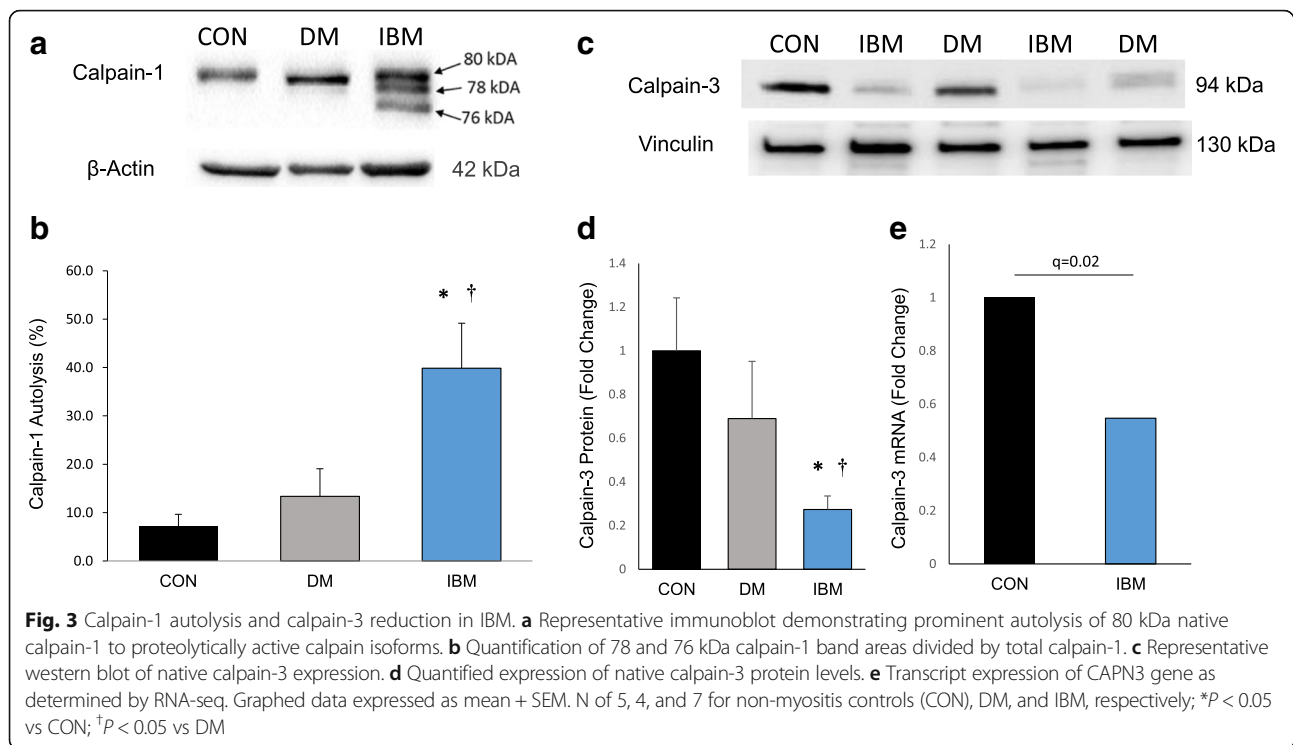 a
CON DM IBM
Calpain-1
80 kDA
78 kDA
76 kDA
β-Actin
42 kDa
c
CON IBM DM IBM DM
Calpain-3
94 kDa
Vinculin
130 kDa
b
Calpain-1 Autolysis (%)
60.0
50.0
40.0
30.0
20.0
10.0
0.0
* †
CON DM IBM
d
Calpain-3 Protein (Fold Change)
1.4
1.2
1
0.8
0.6
0.4
0.2
0
* †
CON DM IBM
e
Calpain-3 mRNA (Fold Change)
1.2
1
0.8
0.6
0.4
0.2
0
q=0.02
CON IBM
Fig. 3 Calpain-1 autolysis and calpain-3 reduction in IBM. a Representative immunoblot demonstrating prominent autolysis of 80 kDa native
calpain-1 to proteolytically active calpain isoforms. b Quantification of 78 and 76 kDa calpain-1 band areas divided by total calpain-1. c Representative
western blot of native calpain-3 expression. d Quantified expression of native calpain-3 protein levels. e Transcript expression of CAPN3 gene as
determined by RNA-seq. Graphed data expressed as mean + SEM. N of 5, 4, and 7 for non-myositis controls (CON), DM, and IBM, respectively; *P < 0.05
vs CON; †P < 0.05 vs DM